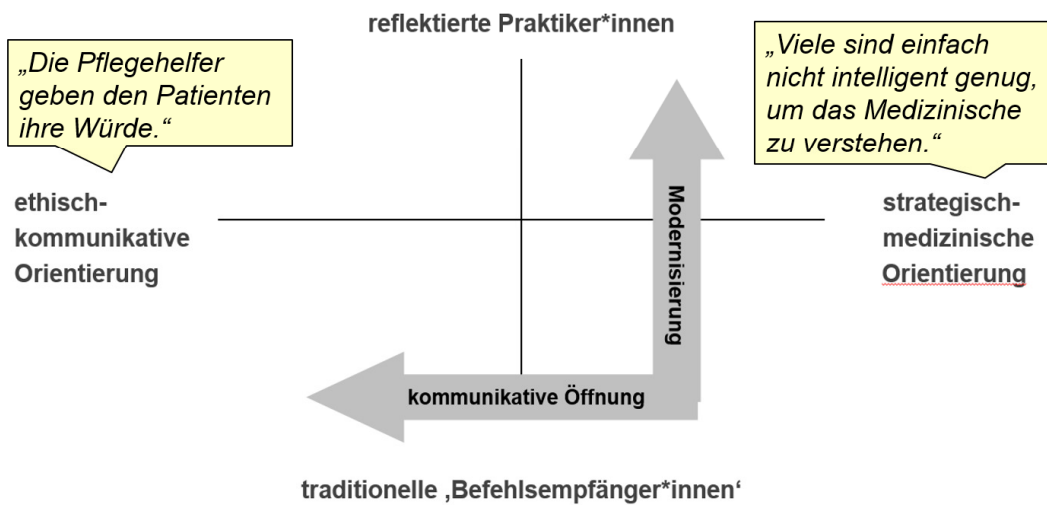 reflektierte Praktiker*innen
„Die Pflegehelfer
geben den Patienten
ihre Würde.“
„Viele sind einfach
nicht intelligent genug,
um das Medizinische
zu verstehen.“
ethisch-
kommunikative
Orientierung
Modernisierung
strategisch-
medizinische
Orientierung
kommunikative Öffnung
traditionelle ‚Befehlsempfänger*innen‘